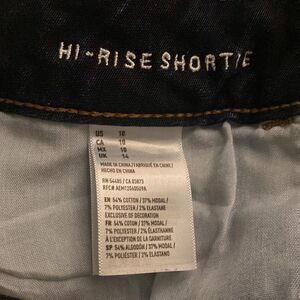 HI-RISE SHORTIE
US 10
CA 10
MX 10
UK 14
MADE IN CHINA/FABRIQUÉ EN CHINE/
HECHO EN CHINA
RN 54485 / CA 05873
EN: 54% COTTON / 37% MODAL /
7% POLYESTER / 2% ELASTANE
EXCLUSIVE OF DECORATION
FR: 54% COTON / 37% MODAL /
7% POLYESTER / 2% ÉLASTHANNE
À L'EXCEPTION DE LA GARNITURE.
SP: 54% ALGODÓN / 37% MODAL /
7% POLIÉSTER / 2% ELASTANO